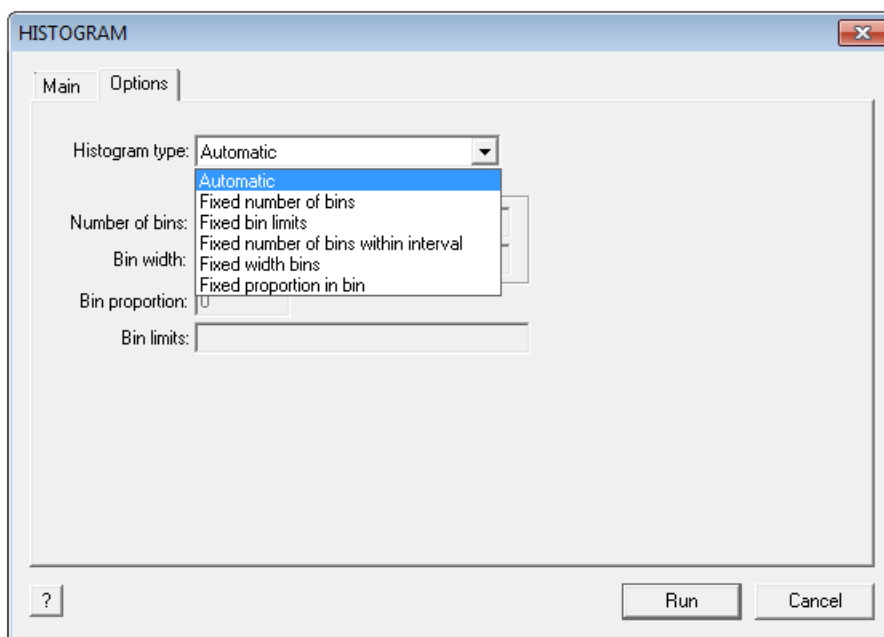 HISTOGRAM
Main Options
Histogram type: Automatic
Automatic
Fixed number of bins
Fixed bin limits
Fixed number of bins within interval
Fixed width bins
Fixed proportion in bin
Number of bins:
Bin width:
Bin proportion: 0
Bin limits:
? Run Cancel